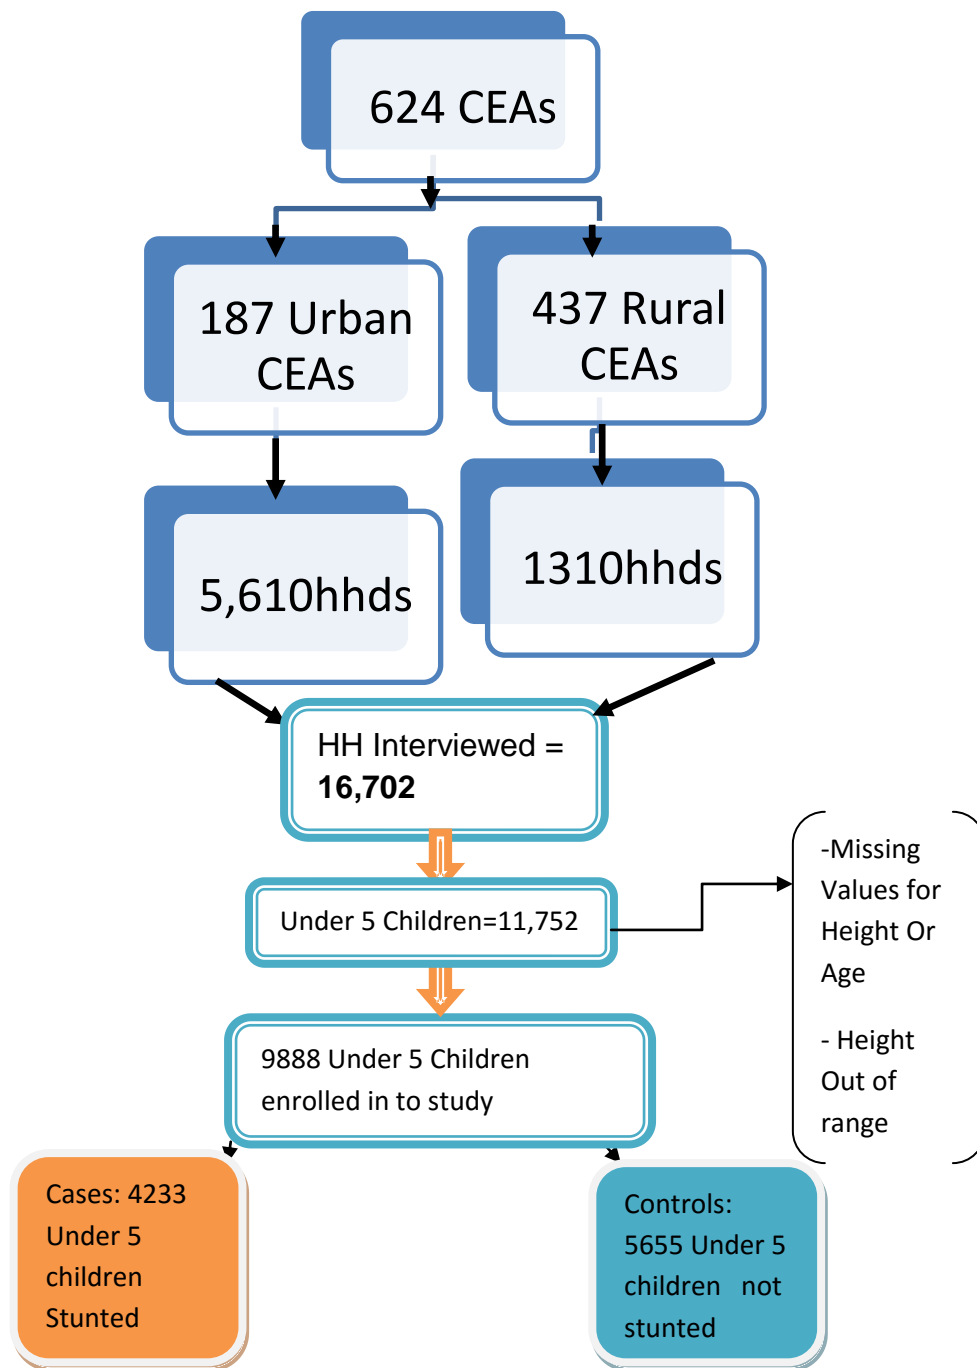 624 CEAs
187 Urban
CEAs
437 Rural
CEAs
5,610hhds
1310hhds
HH Interviewed =
16,702
Under 5 Children=11,752
-Missing
Values for
Height Or
Age
- Height
Out of
range
9888 Under 5 Children
enrolled in to study
Cases: 4233
Under 5
children
Stunted
Controls:
5655 Under 5
children not
stunted